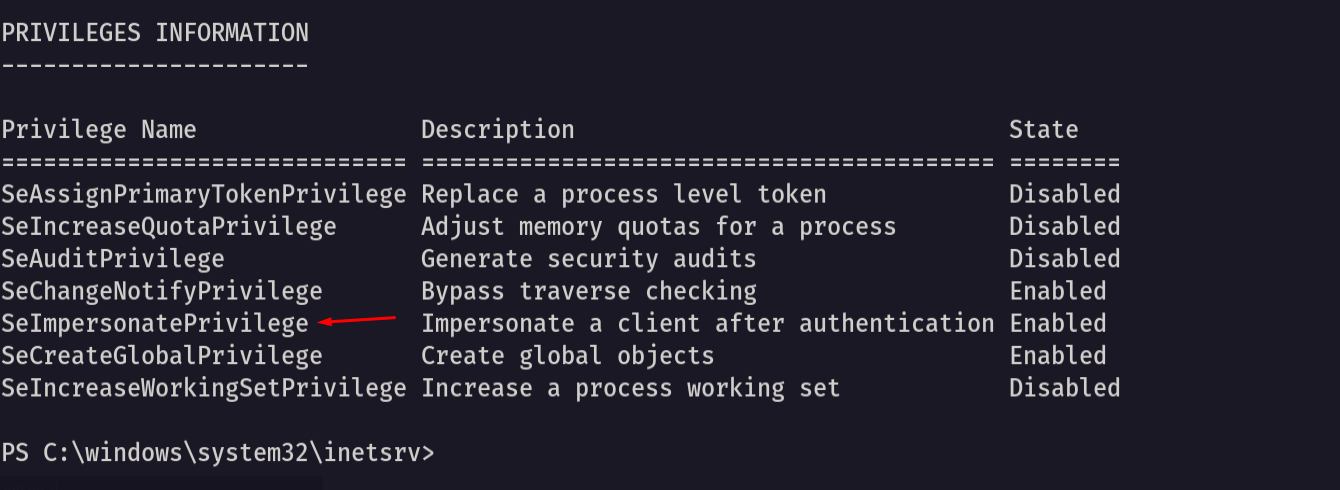 PRIVILEGES INFORMATION
----------------------
Privilege Name                Description                               State
============================= ========================================= ========
SeAssignPrimaryTokenPrivilege Replace a process level token             Disabled
SeIncreaseQuotaPrivilege      Adjust memory quotas for a process        Disabled
SeAuditPrivilege              Generate security audits                  Disabled
SeChangeNotifyPrivilege       Bypass traverse checking                  Enabled
SeImpersonatePrivilege        Impersonate a client after authentication Enabled
SeCreateGlobalPrivilege       Create global objects                     Enabled
SeIncreaseWorkingSetPrivilege Increase a process working set            Disabled
PS C:\windows\system32\inetsrv>